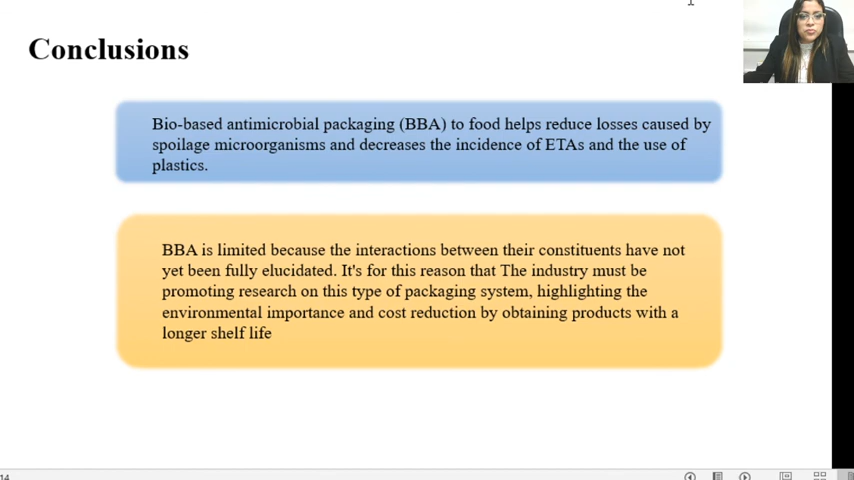 Conclusions
Bio-based antimicrobial packaging (BBA) to food helps reduce losses caused by
spoilage microorganisms and decreases the incidence of ETAs and the use of
plastics.
BBA is limited because the interactions between their constituents have not
yet been fully elucidated. It's for this reason that The industry must be
promoting research on this type of packaging system, highlighting the
environmental importance and cost reduction by obtaining products with a
longer shelf life
14